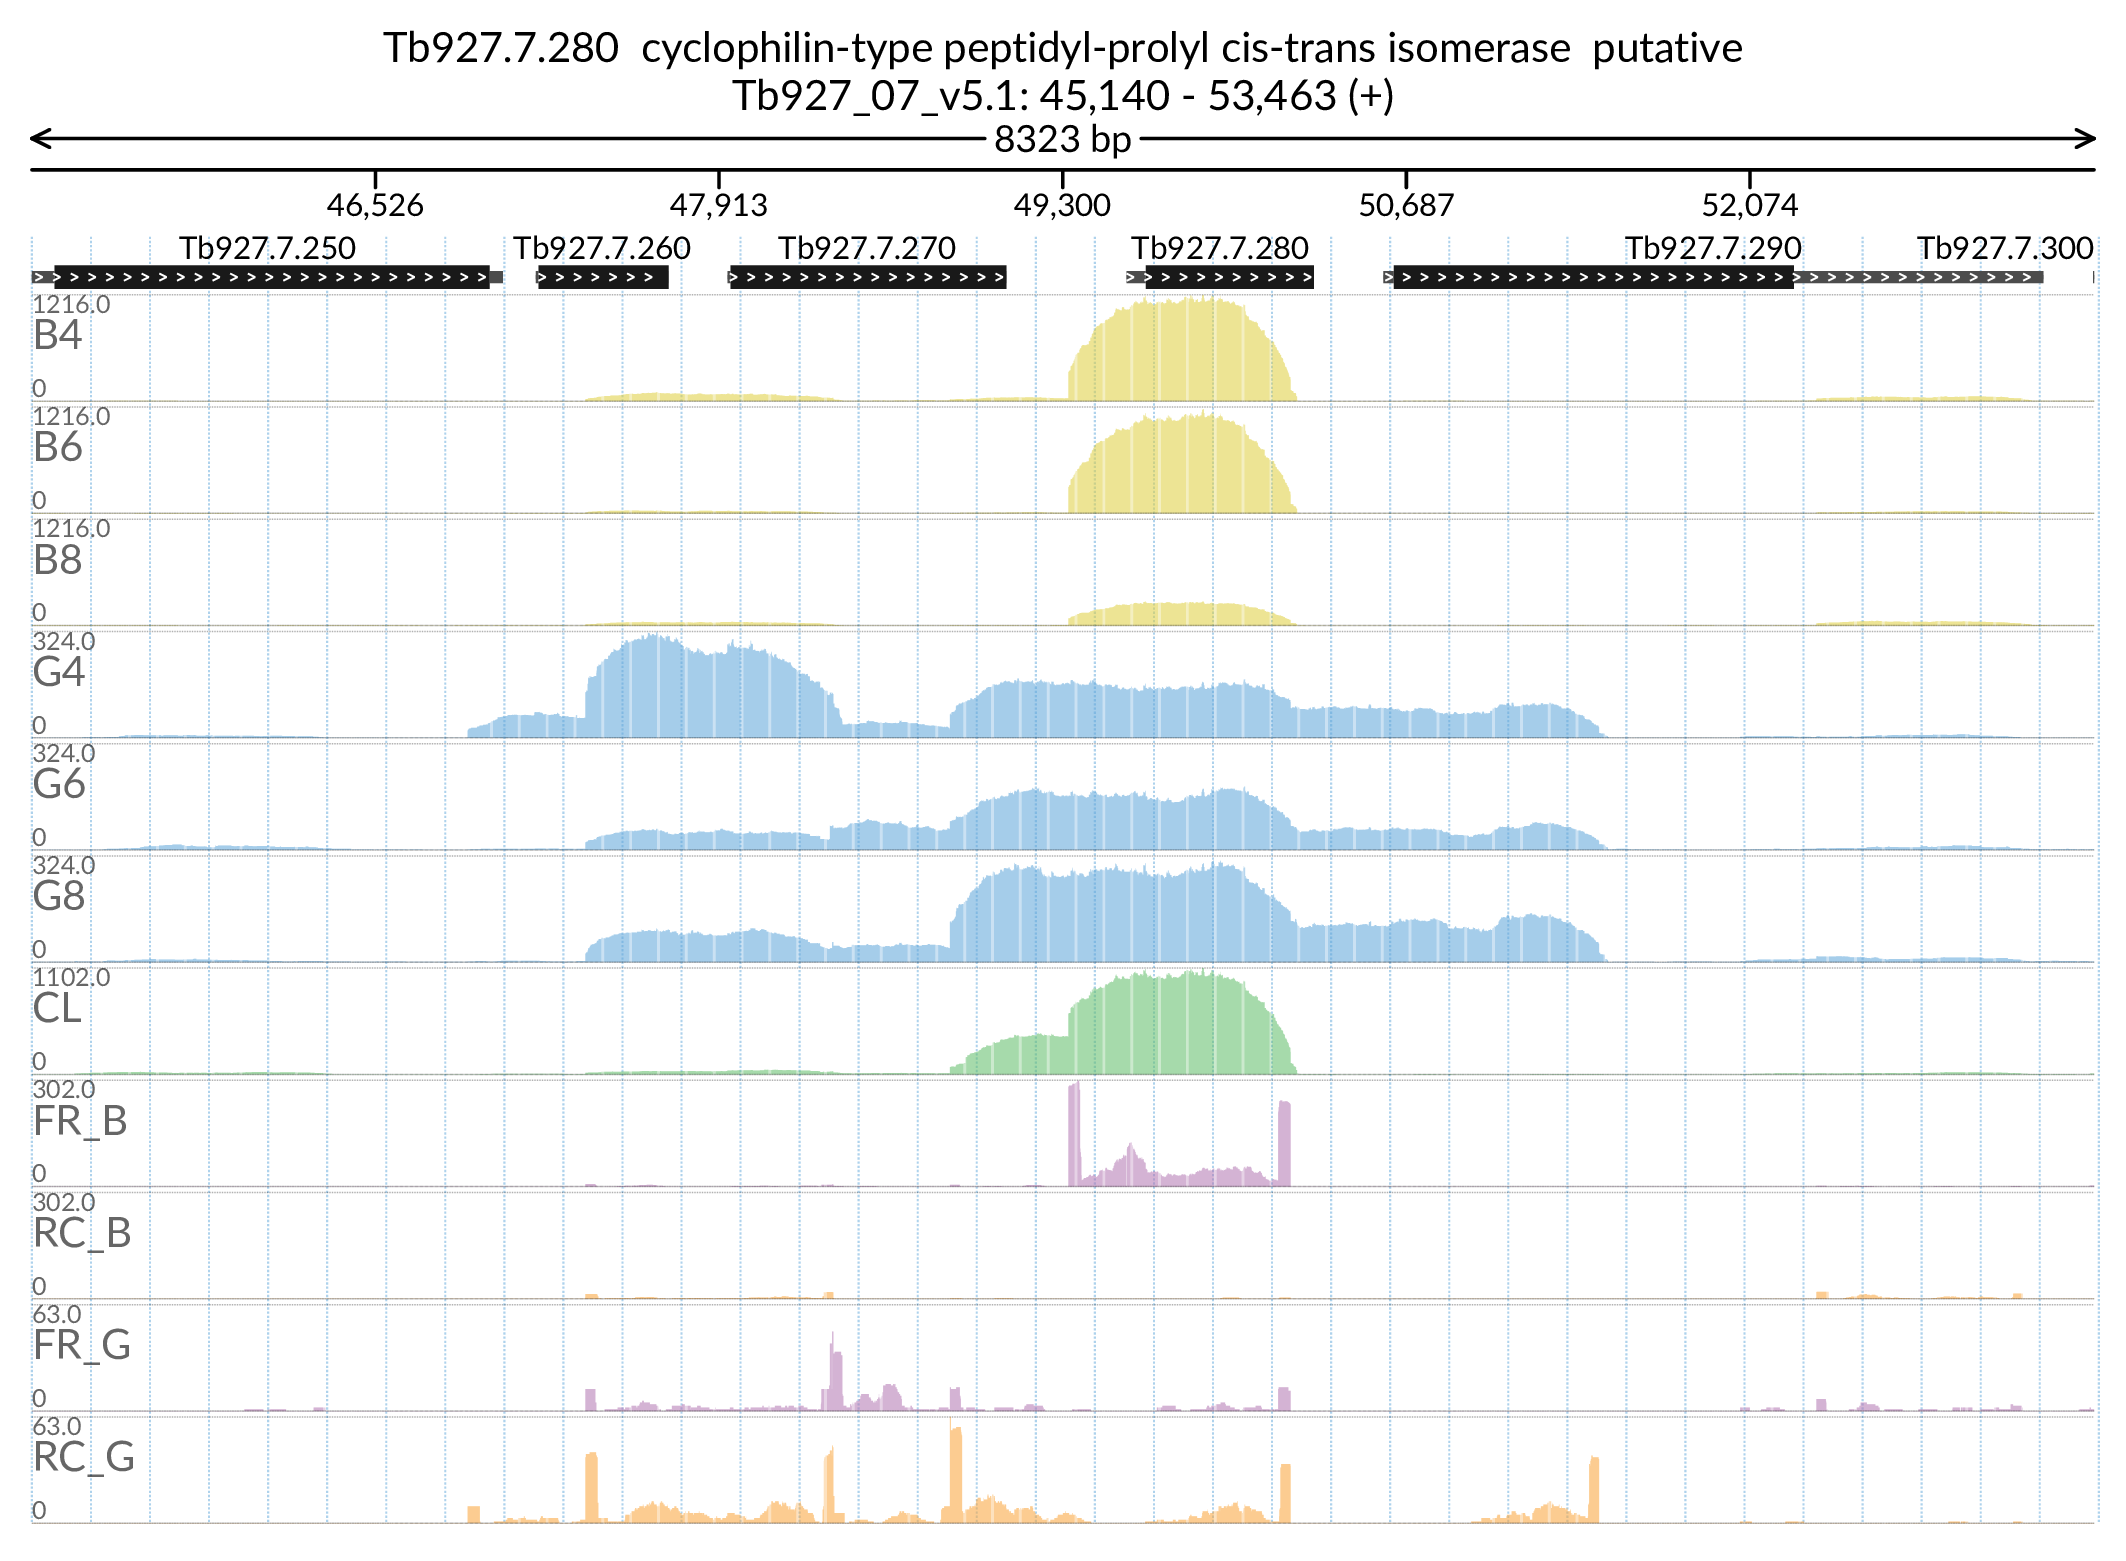 Tb927.7.280  cyclophilin-type peptidyl-prolyl cis-trans isomerase  putative
Tb927_07_v5.1: 45,140 - 53,463 (+)
8323 bp
46,526 47,913 49,300 50,687 52,074
Tb927.7.250 Tb927.7.260 Tb927.7.270 Tb927.7.280 Tb927.7.290 Tb927.7.300
1216.0
B4
0
1216.0
B6
0
1216.0
B8
0
324.0
G4
0
324.0
G6
0
324.0
G8
0
1102.0
CL
0
302.0
FR_B
0
302.0
RC_B
0
63.0
FR_G
0
63.0
RC_G
0